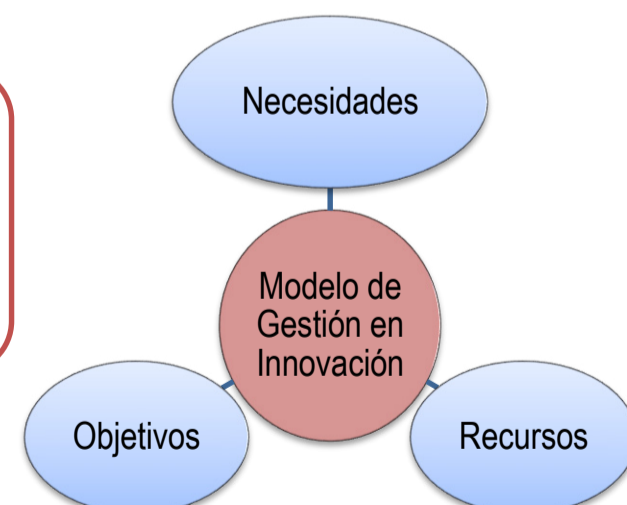 Necesidades
Modelo de
Gestión en
Innovación
Objetivos
Recursos